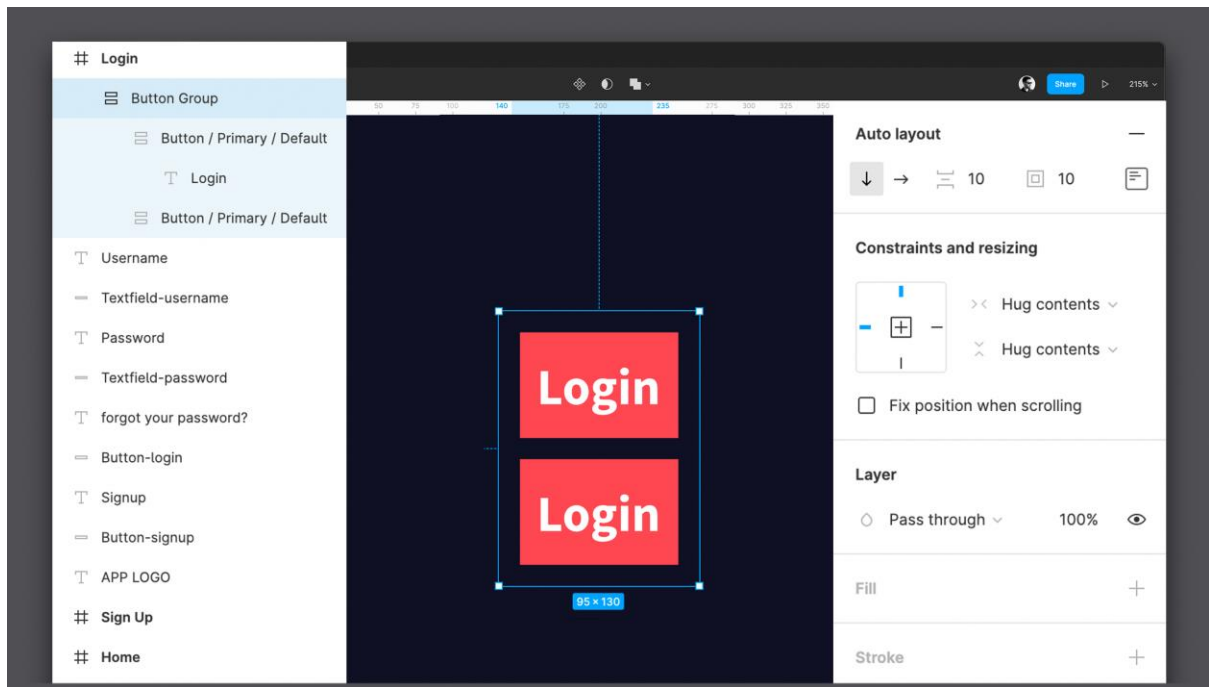 Login
Button Group
Button / Primary / Default
Login
Button / Primary / Default
Username
Textfield-username
Password
Textfield-password
forgot your password?
Button-login
Signup
Button-signup
APP LOGO
Sign Up
Home
Share
215%
50 75 100 140 175 200 235 275 300 325 350
Login
Login
95 × 130
Auto layout
10 10
Constraints and resizing
Hug contents
Hug contents
Fix position when scrolling
Layer
Pass through 100%
Fill
Stroke